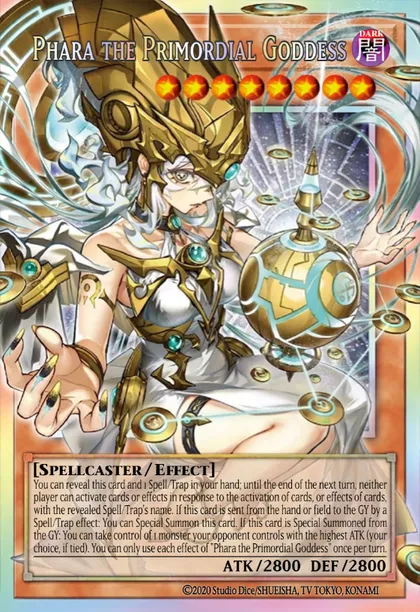 Phara the Primordial Goddess
DARK
闇
[Spellcaster/Effect]
You can reveal this card and 1 Spell/Trap in your hand; until the end of the next turn, neither
player can activate cards or effects in response to the activation of cards, or effects of cards,
with the revealed Spell/Trap's name. If this card is sent from the hand or field to the GY by a
Spell/Trap effect: You can Special Summon this card. If this card is Special Summoned
from the GY: You can take control of 1 monster your opponent controls with the highest ATK (your
choice, if tied). You can only use each effect of "Phara the Primordial Goddess" once per turn.
ATK/2800 DEF/2800
©2020 Studio Dice/SHUEISHA, TV TOKYO, KONAMI